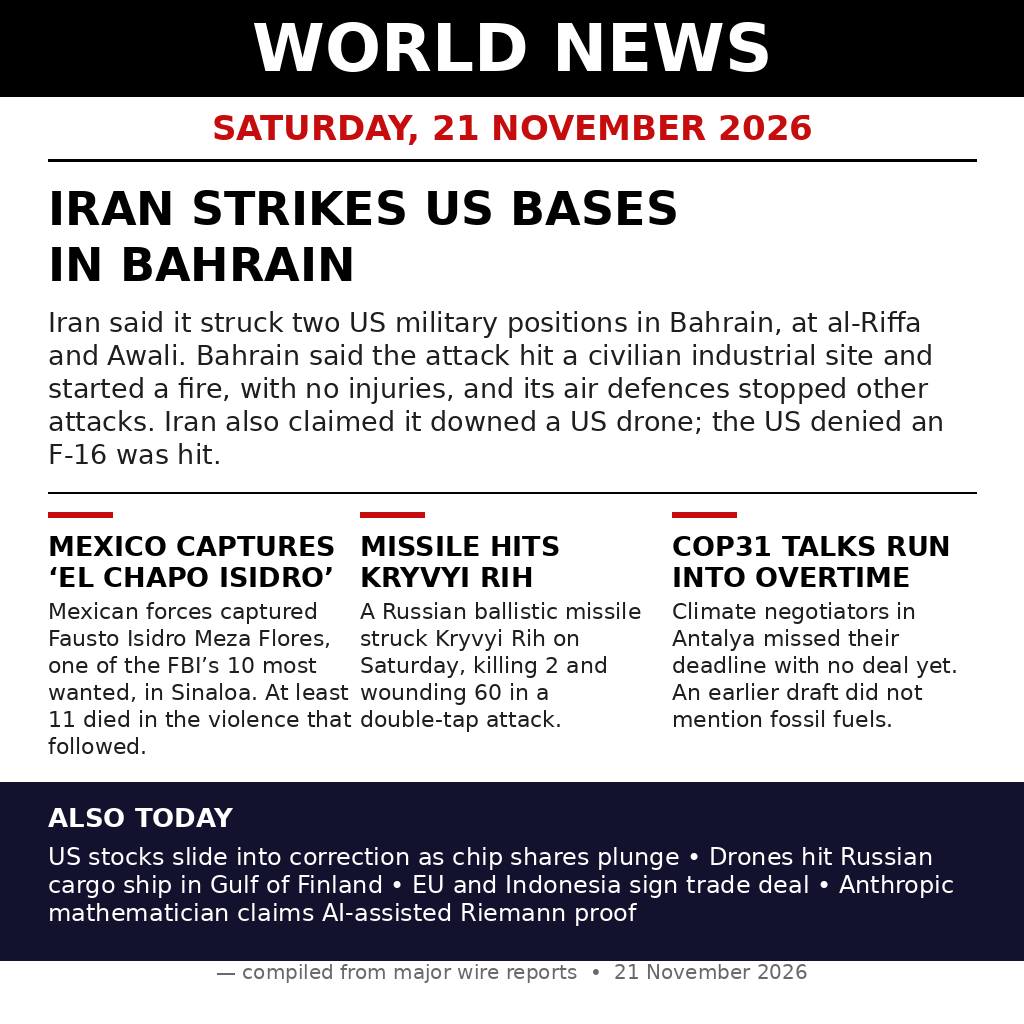 WORLD NEWS
SATURDAY, 21 NOVEMBER 2026
IRAN STRIKES US BASES
IN BAHRAIN
Iran said it struck two US military positions in Bahrain, at al-Riffa
and Awali. Bahrain said the attack hit a civilian industrial site and
started a fire, with no injuries, and its air defences stopped other
attacks. Iran also claimed it downed a US drone; the US denied an
F-16 was hit.
MEXICO CAPTURES
‘EL CHAPO ISIDRO’
Mexican forces captured
Fausto Isidro Meza Flores,
one of the FBI’s 10 most
wanted, in Sinaloa. At least
11 died in the violence that
followed.
MISSILE HITS
KRYVYI RIH
A Russian ballistic missile
struck Kryvyi Rih on
Saturday, killing 2 and
wounding 60 in a
double-tap attack.
COP31 TALKS RUN
INTO OVERTIME
Climate negotiators in
Antalya missed their
deadline with no deal yet.
An earlier draft did not
mention fossil fuels.
ALSO TODAY
US stocks slide into correction as chip shares plunge • Drones hit Russian
cargo ship in Gulf of Finland • EU and Indonesia sign trade deal • Anthropic
mathematician claims AI-assisted Riemann proof
— compiled from major wire reports • 21 November 2026